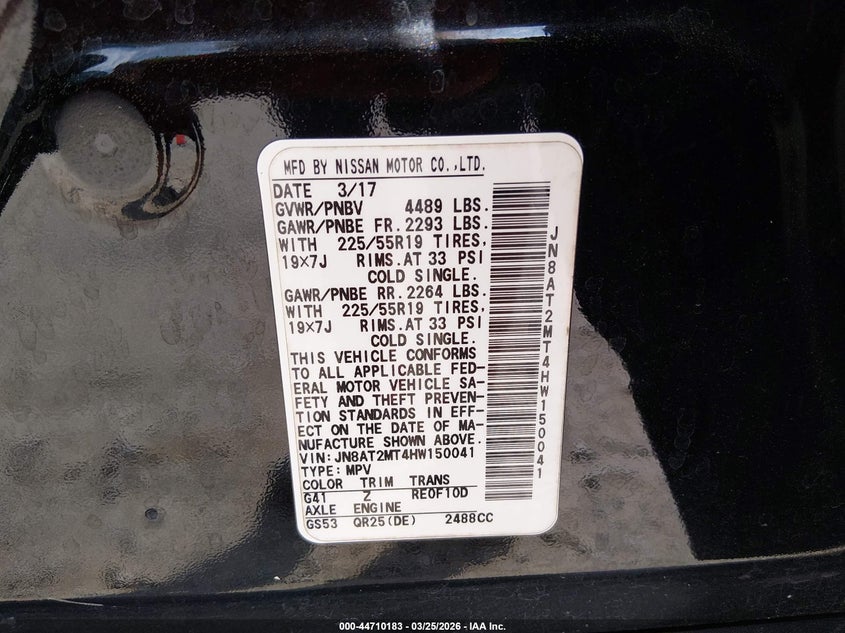 MFD BY NISSAN MOTOR CO.,LTD.
DATE 3/17
GVWR/PNBV 4489 LBS.
GAWR/PNBE FR. 2293 LBS.
WITH 225/55R19 TIRES,
19×7J RIMS.AT 33 PSI
COLD SINGLE.
GAWR/PNBE RR. 2264 LBS.
WITH 225/55R19 TIRES,
19×7J RIMS.AT 33 PSI
COLD SINGLE.
THIS VEHICLE CONFORMS
TO ALL APPLICABLE FED-
ERAL MOTOR VEHICLE SA-
FETY AND THEFT PREVEN-
TION STANDARDS IN EFF-
ECT ON THE DATE OF MA-
NUFACTURE SHOWN ABOVE.
VIN: JN8AT2MT4HW150041
TYPE: MPV
COLOR TRIM TRANS
G41 Z RE0F10D
AXLE ENGINE
GS53 QR25(DE) 2488CC
JN8AT2MT4HW150041
000-44710183 - 03/25/2026 - IAA Inc.